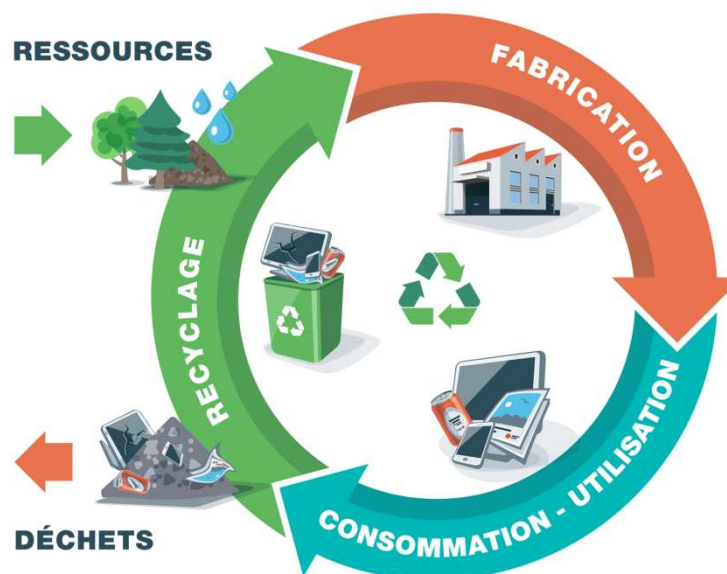 RESSOURCES
FABRICATION
CONSOMMATION - UTILISATION
RECYCLAGE
DÉCHETS